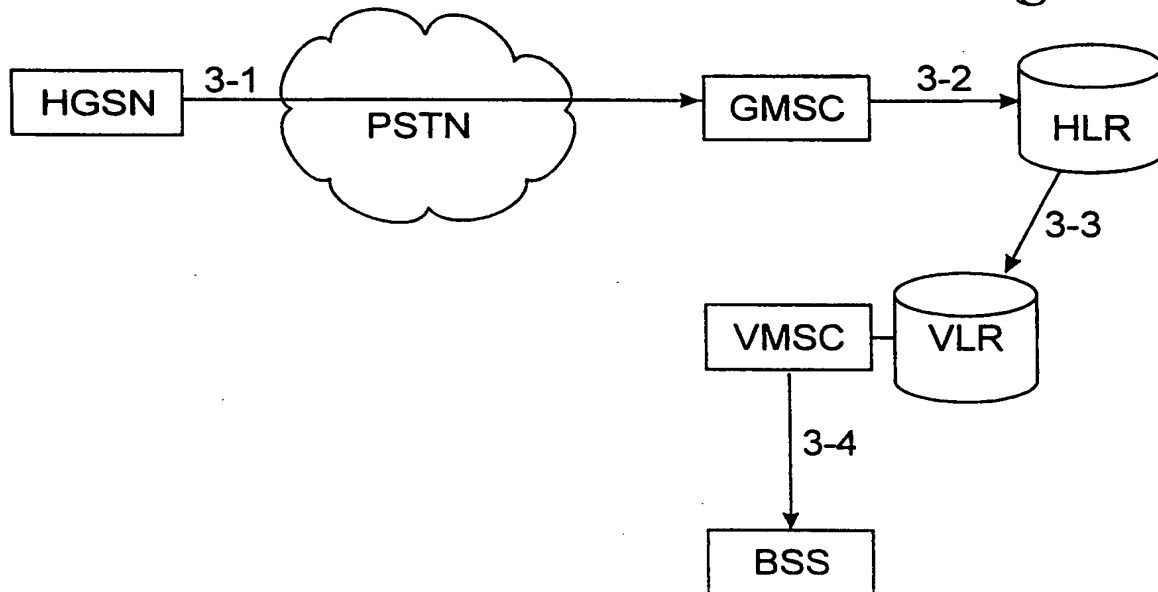 g
HGSN
3-1
PSTN
GMSC
3-2
HLR
3-3
VMSC
VLR
3-4
BSS